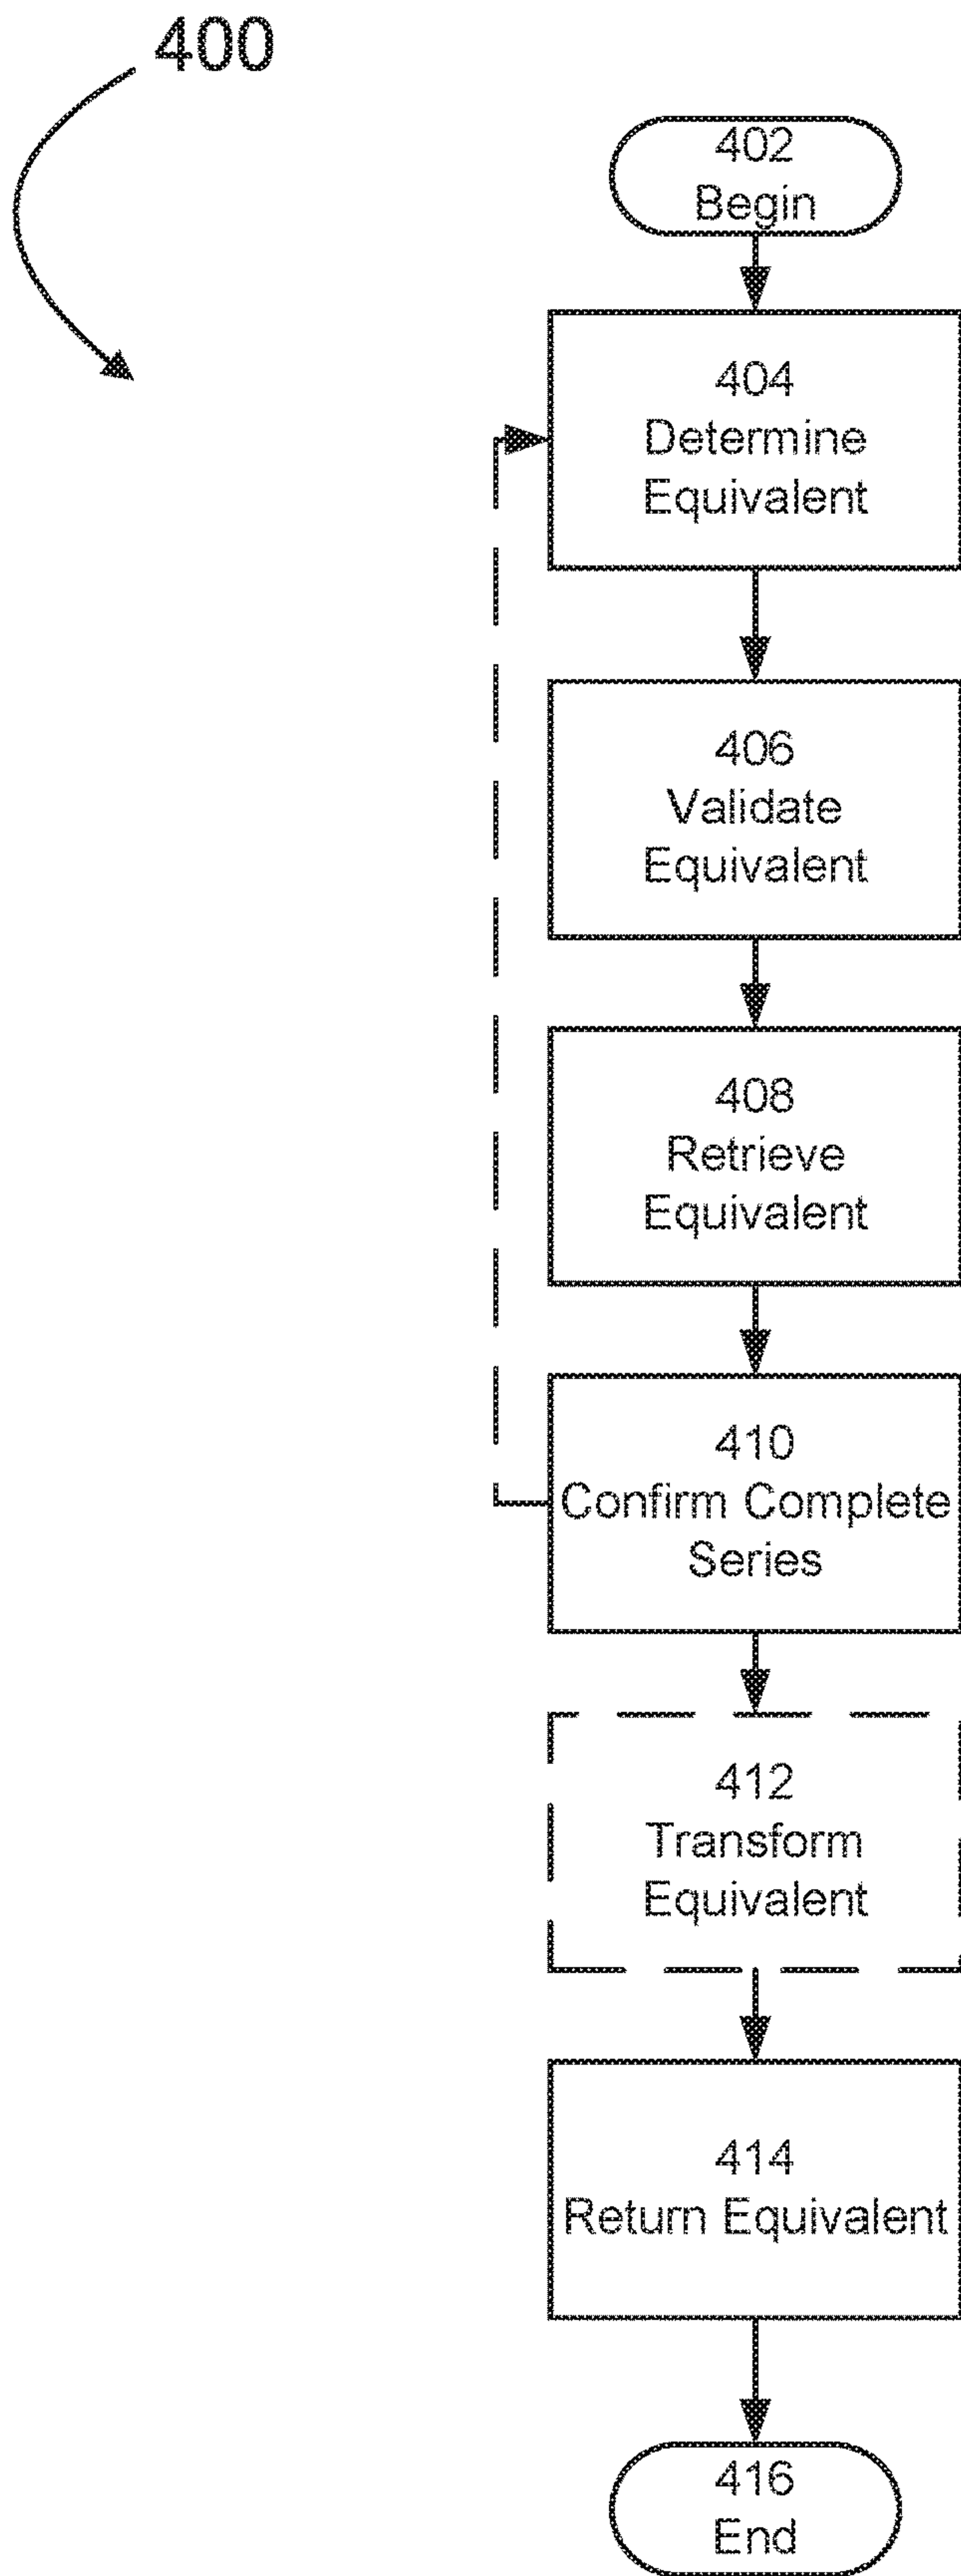 400
402
Begin
404
Determine
Equivalent
406
Validate
Equivalent
408
Retrieve
Equivalent
410
Confirm Complete
Series
412
Transform
Equivalent
414
Return Equivalent
416
End